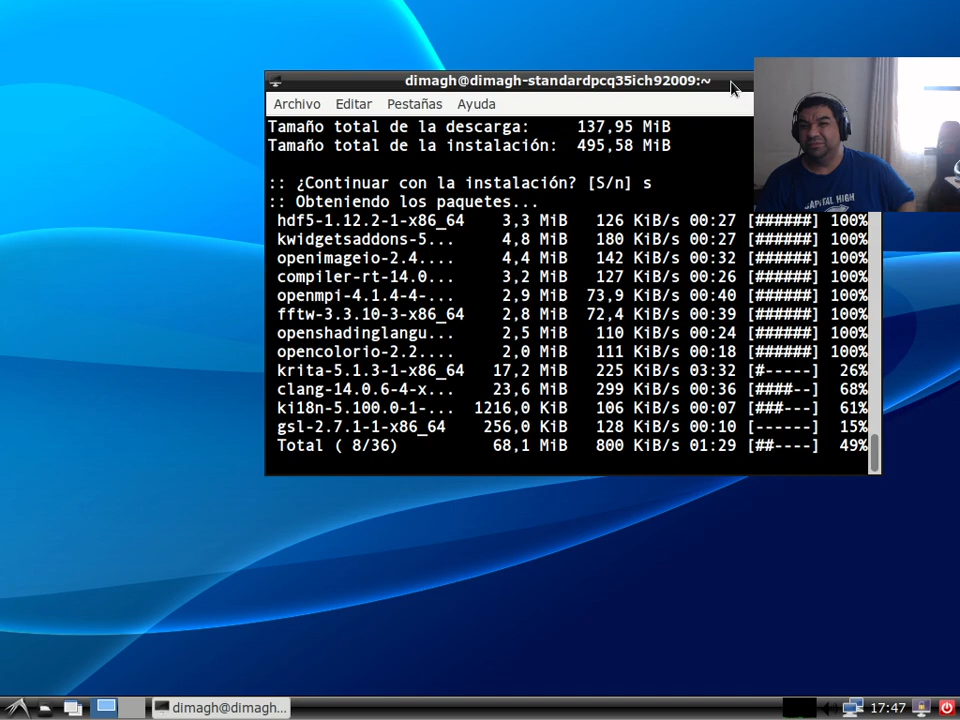 dimagh@dimagh-standardpcq35ich92009:~
Archivo Editar Pestañas Ayuda
Tamaño total de la descarga: 137,95 MiB
Tamaño total de la instalación: 495,58 MiB
:: ¿Continuar con la instalación? [S/n] s
:: Obteniendo los paquetes...
hdf5-1.12.2-1-x86_64 3,3 MiB 126 KiB/s 00:27 [######] 100%
kwidgetsaddons-5... 4,8 MiB 180 KiB/s 00:27 [######] 100%
openimageio-2.4.... 4,4 MiB 142 KiB/s 00:32 [######] 100%
compiler-rt-14.0... 3,2 MiB 127 KiB/s 00:26 [######] 100%
openmpi-4.1.4-4-... 2,9 MiB 73,9 KiB/s 00:40 [######] 100%
fftw-3.3.10-3-x86_64 2,8 MiB 72,4 KiB/s 00:39 [######] 100%
openshadinglangu... 2,5 MiB 110 KiB/s 00:24 [######] 100%
opencolorio-2.2.... 2,0 MiB 111 KiB/s 00:18 [######] 100%
krita-5.1.3-1-x86_64 17,2 MiB 225 KiB/s 03:32 [#-----] 26%
clang-14.0.6-4-x... 23,6 MiB 299 KiB/s 00:36 [####--] 68%
ki18n-5.100.0-1-... 1216,0 KiB 106 KiB/s 00:07 [###---] 61%
gsl-2.7.1-1-x86_64 256,0 KiB 128 KiB/s 00:10 [------] 15%
Total ( 8/36) 68,1 MiB 800 KiB/s 01:29 [##----] 49%
CAPITAL HIGH
dimagh@dimagh...
17:47